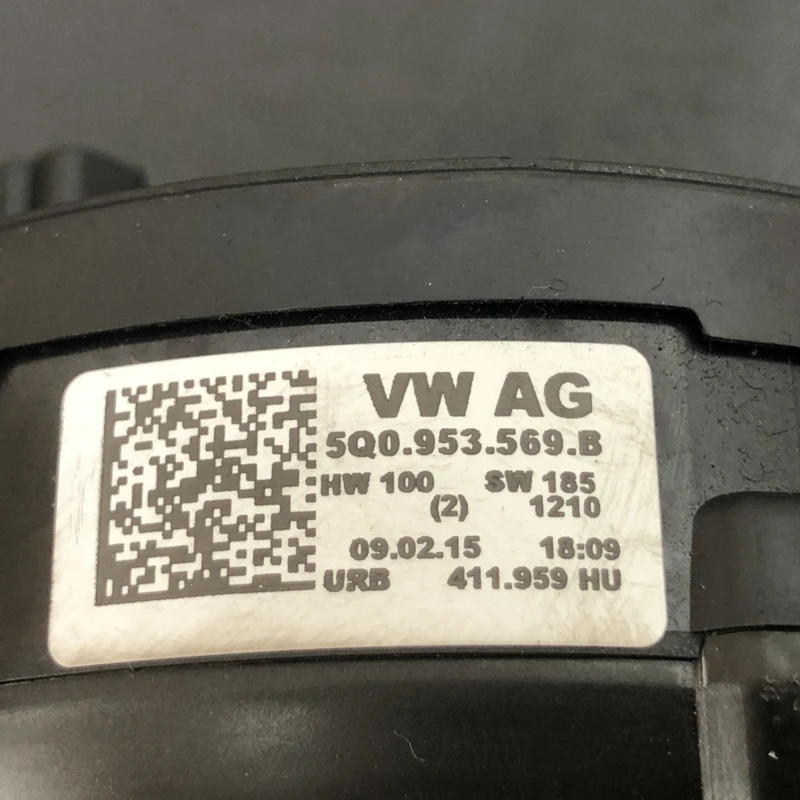 VW AG
5Q0.953.569.B
HW 100 SW 185
(2) 1210
09.02.15 18:09
URB 411.959 HU